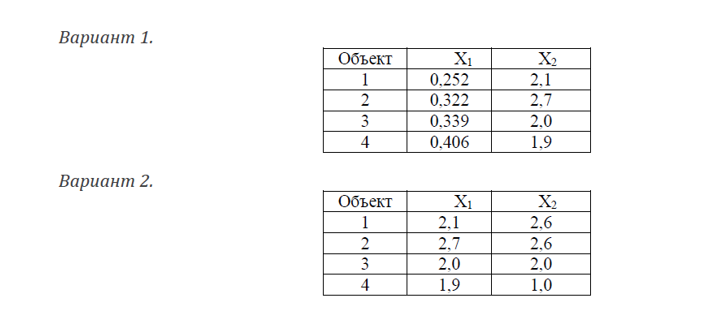 Вариант 1.
Объект X₁ X₂
1 0,252 2,1
2 0,322 2,7
3 0,339 2,0
4 0,406 1,9
Вариант 2.
Объект X₁ X₂
1 2,1 2,6
2 2,7 2,6
3 2,0 2,0
4 1,9 1,0